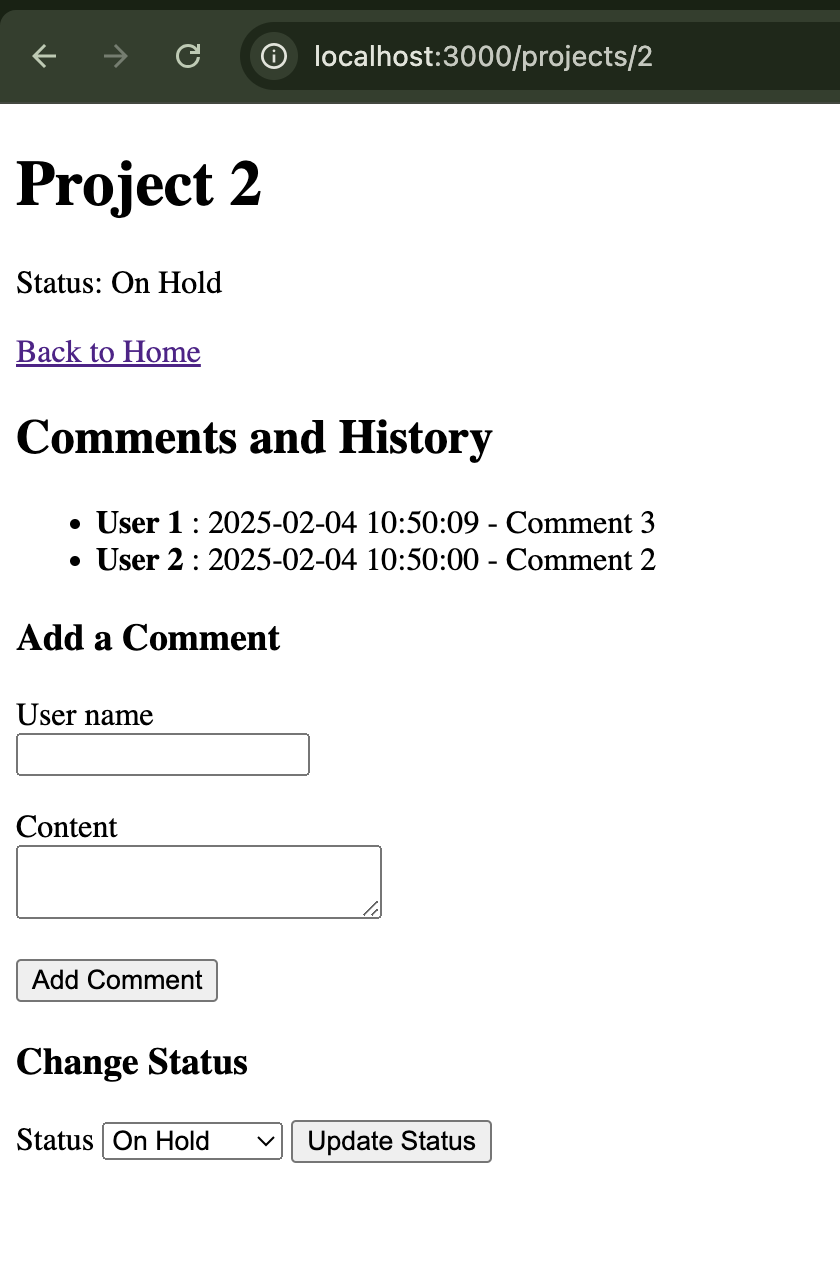 localhost:3000/projects/2
Project 2
Status: On Hold
Back to Home
Comments and History
User 1 : 2025-02-04 10:50:09 - Comment 3
User 2 : 2025-02-04 10:50:00 - Comment 2
Add a Comment
User name
Content
Add Comment
Change Status
Status On Hold Update Status